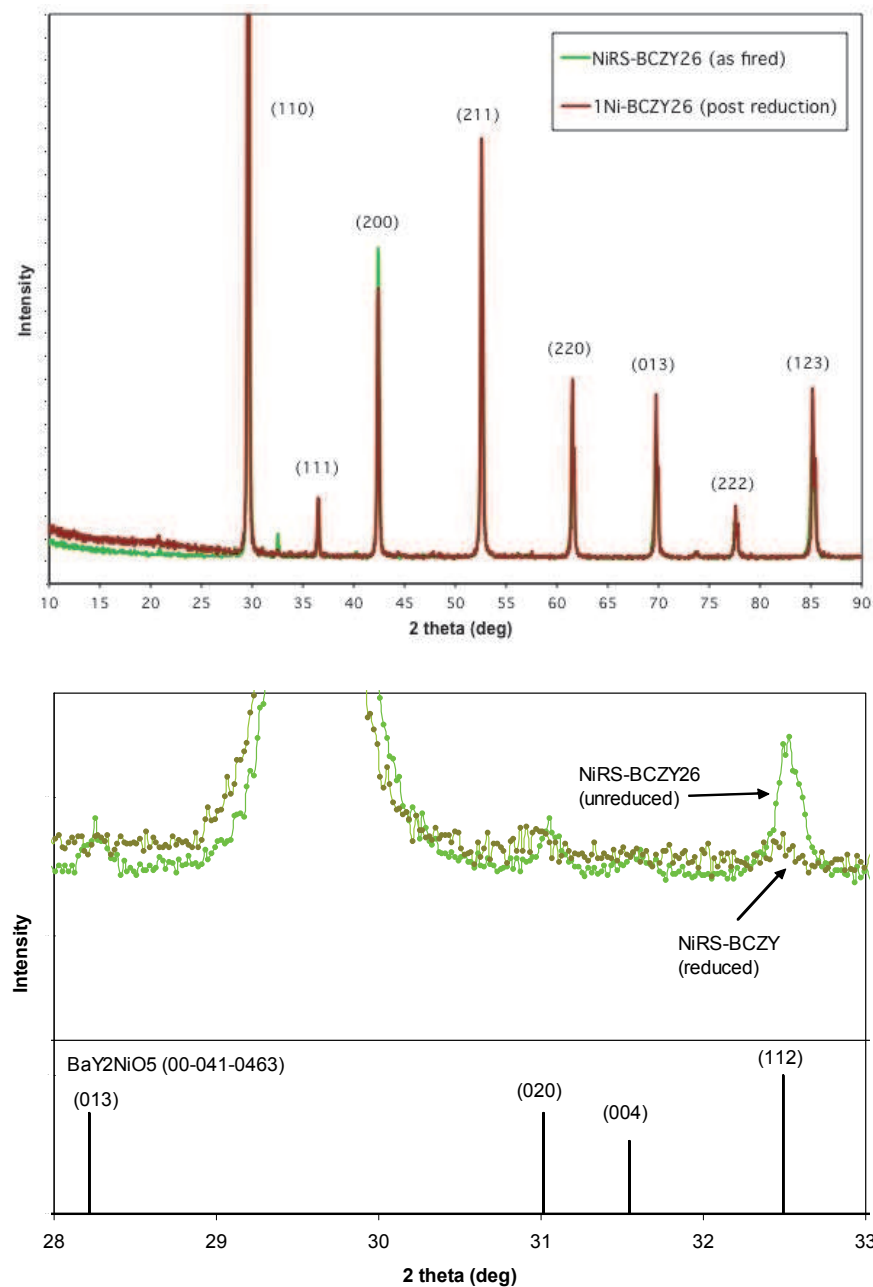 NiRS-BCZY26 (as fired)
1Ni-BCZY26 (post reduction)
(110)
(211)
(200)
(220)
(013)
(123)
(111)
(222)
Intensity
10 15 20 25 30 35 40 45 50 55 60 65 70 75 80 85 90
2 theta (deg)
NiRS-BCZY26
(unreduced)
NiRS-BCZY
(reduced)
Intensity
BaY2NiO5 (00-041-0463)
(112)
(013)
(020)
(004)
28 29 30 31 32 33
2 theta (deg)